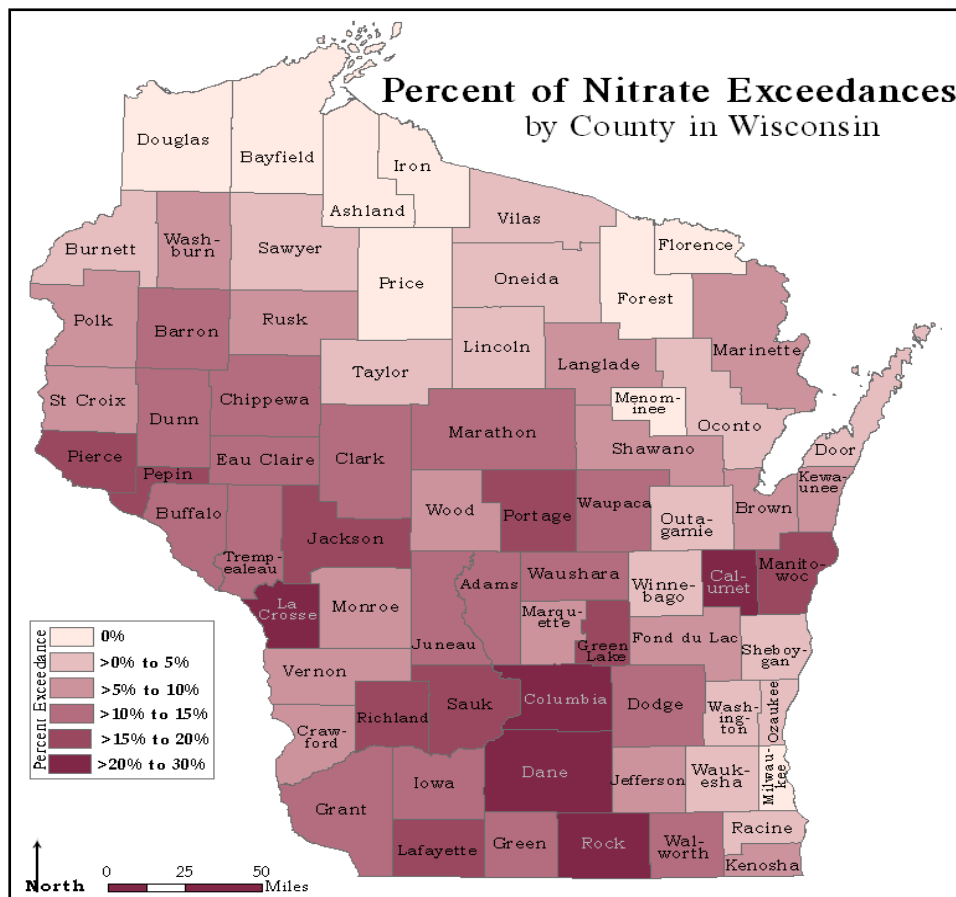 Percent of Nitrate Exceedances
by County in Wisconsin
Douglas
Bayfield
Iron
Ashland
Vilas
Florence
Burnett
Wash-
burn
Sawyer
Price
Oneida
Forest
Polk
Barron
Rusk
Lincoln
Langlade
Marinette
Taylor
St Croix
Dunn
Chippewa
Menom-
inee
Oconto
Marathon
Shawano
Door
Pierce
Pepin
Eau Claire
Clark
Kewa-
unee
Buffalo
Wood
Portage
Waupaca
Outa-
gamie
Brown
Jackson
Tremp-
ealeau
Adams
Waushara
Winne-
bago
Cal-
umet
Manito-
woc
La
Crosse
Monroe
Juneau
Marqu-
ette
Green
Lake
Fond du Lac
Sheboy-
gan
Vernon
Richland
Sauk
Columbia
Dodge
Wash-
ington
Ozaukee
Craw-
ford
Iowa
Dane
Jefferson
Wauk-
esha
Milwau-
kee
Grant
Lafayette
Green
Rock
Wal-
worth
Racine
Kenosha
Percent Exceedance
0%
>0% to 5%
>5% to 10%
>10% to 15%
>15% to 20%
>20% to 30%
North
0 25 50
Miles